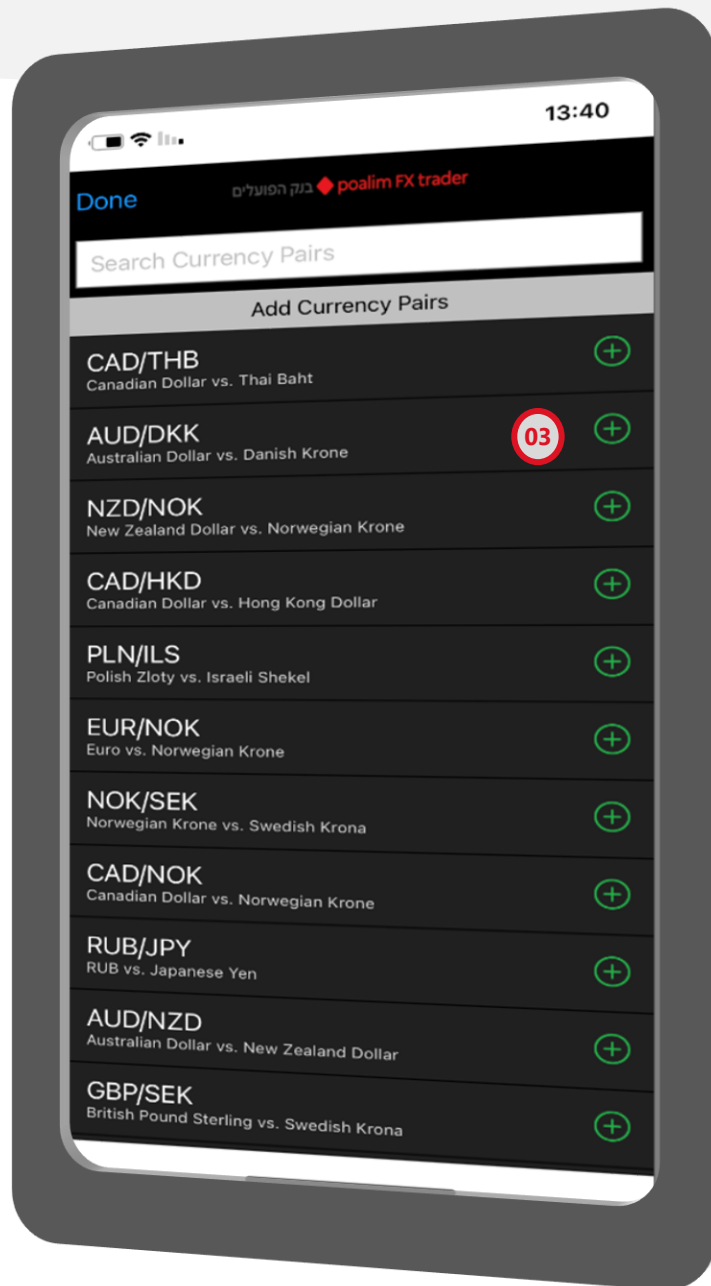 13:40
Done
בנק הפועלים poalim FX trader
Search Currency Pairs
Add Currency Pairs
CAD/THB
Canadian Dollar vs. Thai Baht
AUD/DKK
Australian Dollar vs. Danish Krone
03
NZD/NOK
New Zealand Dollar vs. Norwegian Krone
CAD/HKD
Canadian Dollar vs. Hong Kong Dollar
PLN/ILS
Polish Zloty vs. Israeli Shekel
EUR/NOK
Euro vs. Norwegian Krone
NOK/SEK
Norwegian Krone vs. Swedish Krona
CAD/NOK
Canadian Dollar vs. Norwegian Krone
RUB/JPY
RUB vs. Japanese Yen
AUD/NZD
Australian Dollar vs. New Zealand Dollar
GBP/SEK
British Pound Sterling vs. Swedish Krona